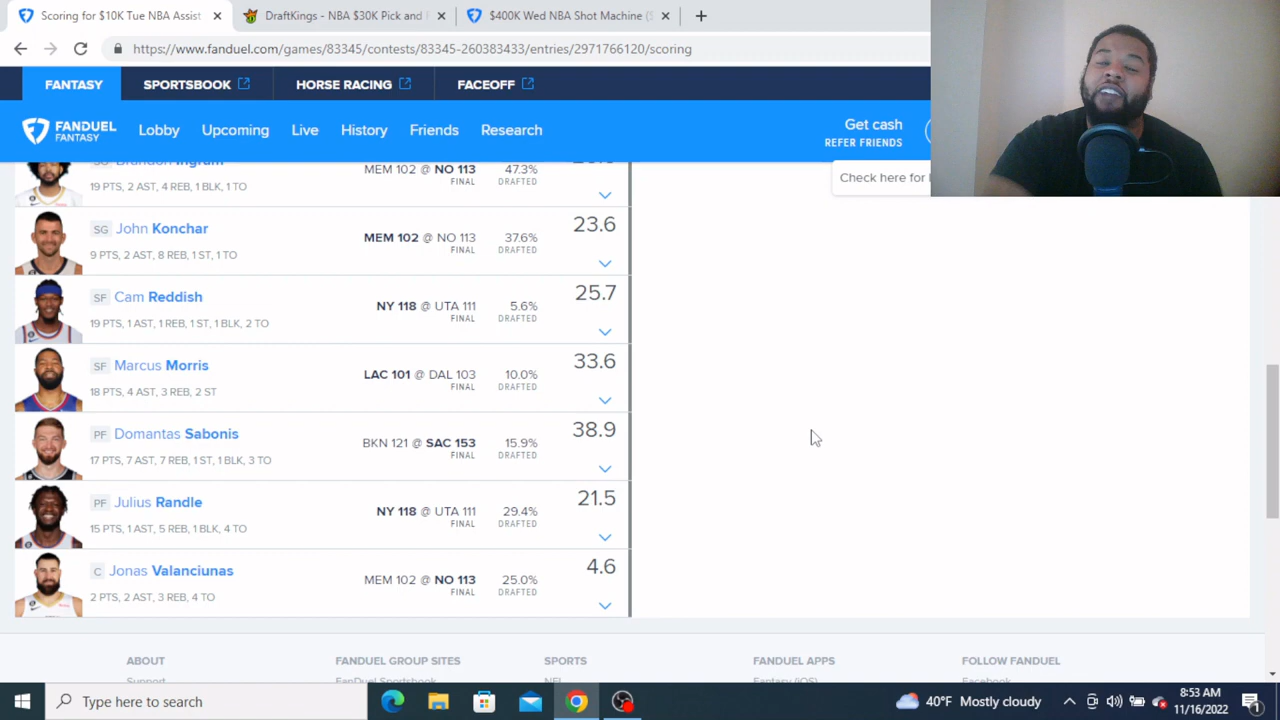 Scoring for $10K Tue NBA Assist
DraftKings - NBA $30K Pick and
$400K Wed NBA Shot Machine (
https://www.fanduel.com/games/83345/contests/83345-260383433/entries/2971766120/scoring
FANTASY
SPORTSBOOK
HORSE RACING
FACEOFF
FANDUEL
FANTASY
Lobby
Upcoming
Live
History
Friends
Research
Get cash
REFER FRIENDS
Check here for
Ingram
MEM 102 @ NO 113
47.3%
19 PTS, 2 AST, 4 REB, 1 BLK, 1 TO
FINAL
DRAFTED
SG John Konchar
MEM 102 @ NO 113
37.6%
23.6
9 PTS, 2 AST, 8 REB, 1 ST, 1 TO
FINAL
DRAFTED
SF Cam Reddish
NY 118 @ UTA 111
5.6%
25.7
19 PTS, 1 AST, 1 REB, 1 ST, 1 BLK, 2 TO
FINAL
DRAFTED
SF Marcus Morris
LAC 101 @ DAL 103
10.0%
33.6
18 PTS, 4 AST, 3 REB, 2 ST
FINAL
DRAFTED
PF Domantas Sabonis
BKN 121 @ SAC 153
15.9%
38.9
17 PTS, 7 AST, 7 REB, 1 ST, 1 BLK, 3 TO
FINAL
DRAFTED
PF Julius Randle
NY 118 @ UTA 111
29.4%
21.5
15 PTS, 1 AST, 5 REB, 1 BLK, 4 TO
FINAL
DRAFTED
C Jonas Valanciunas
MEM 102 @ NO 113
25.0%
4.6
2 PTS, 2 AST, 3 REB, 4 TO
FINAL
DRAFTED
ABOUT
FANDUEL GROUP SITES
SPORTS
FANDUEL APPS
FOLLOW FANDUEL
Type here to search
40°F Mostly cloudy
8:53 AM
11/16/2022